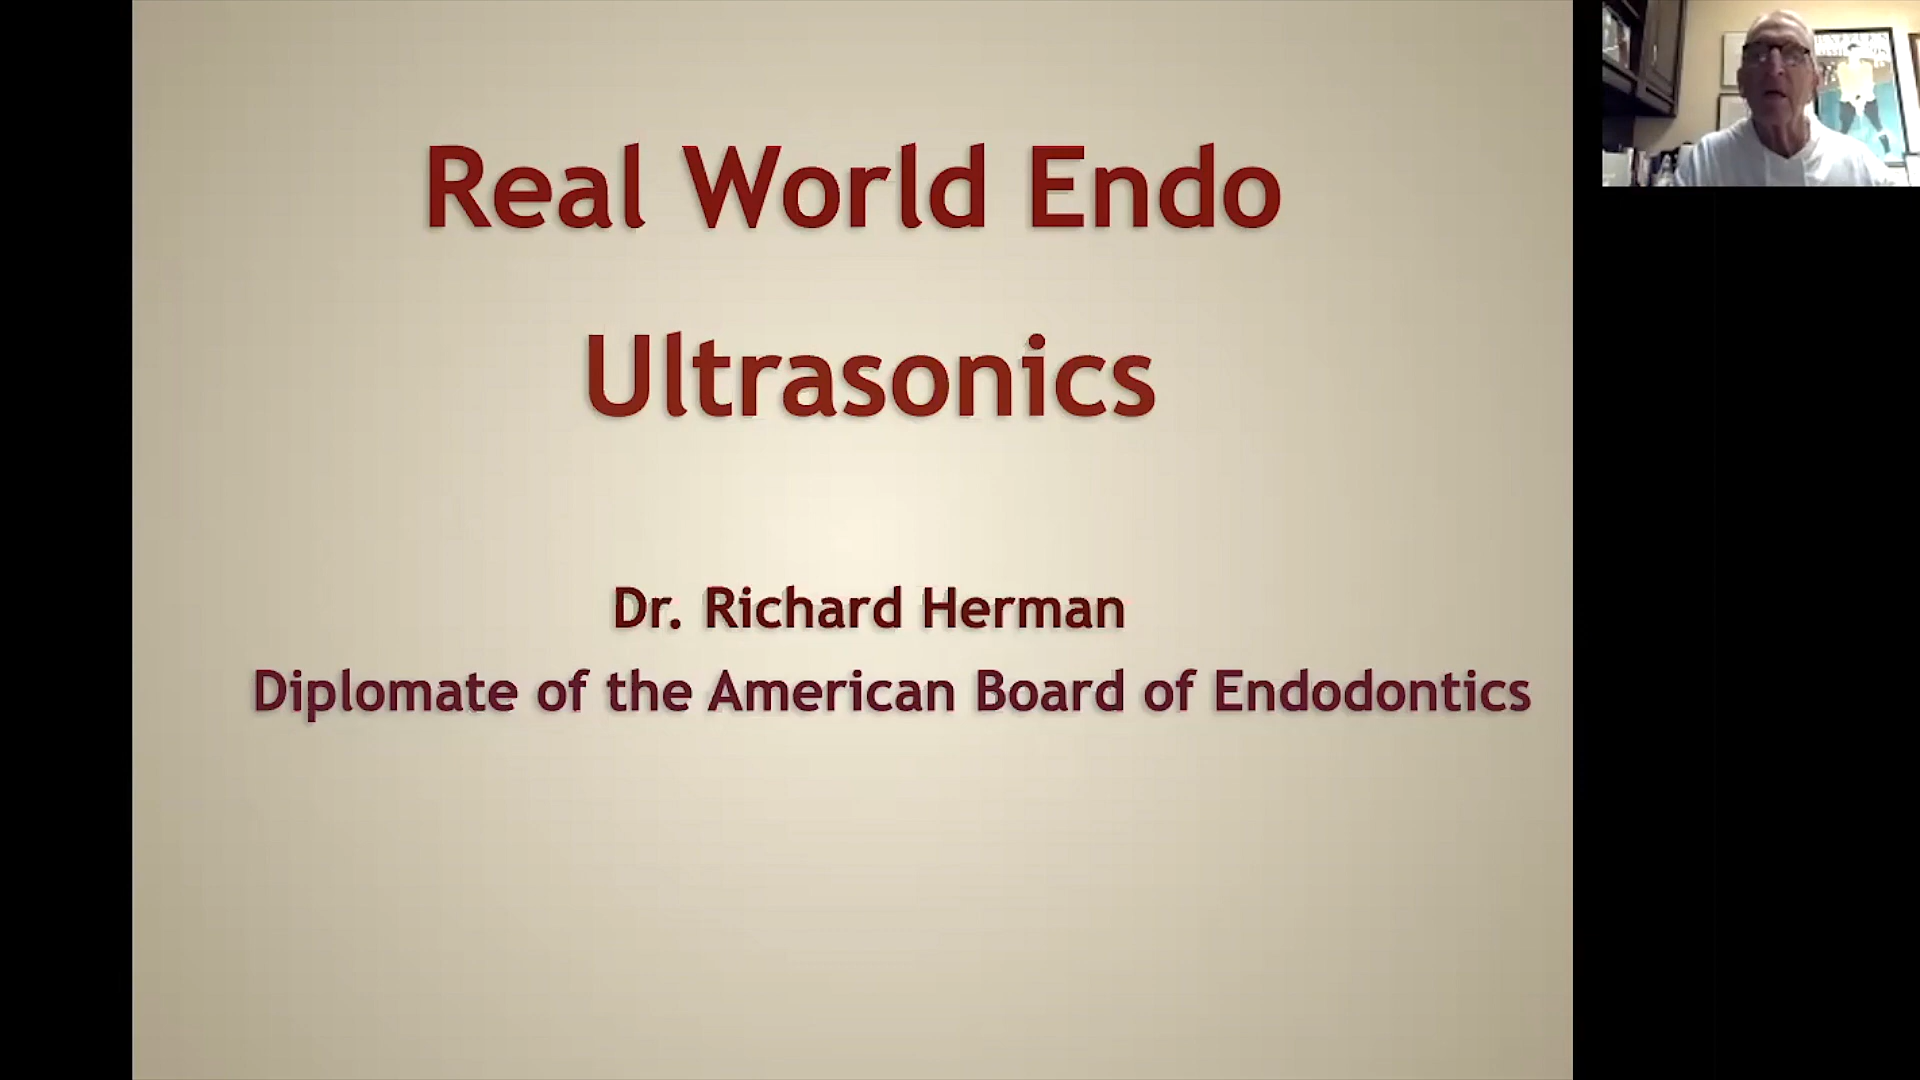 Real World Endo
Ultrasonics
Dr. Richard Herman
Diplomate of the American Board of Endodontics